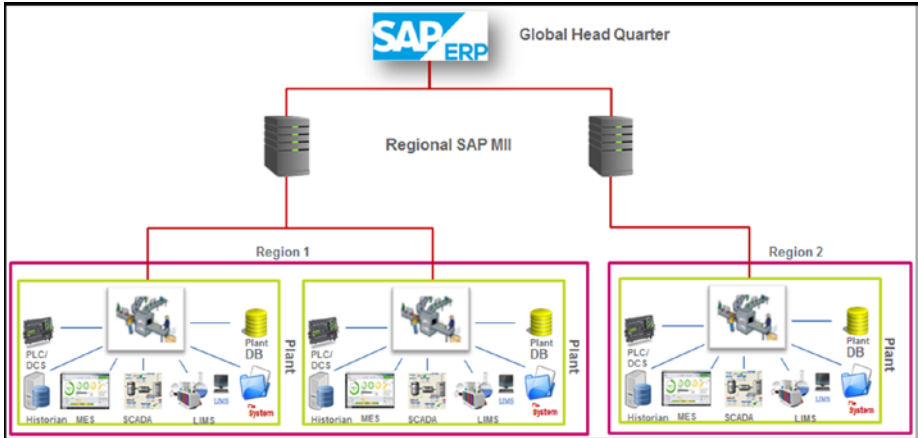 SAP
ERP
Global Head Quarter
Regional SAP MII
Region 1
Region 2
PLC/
DCS
Plant
DB
Plant
Historian
MES
SCADA
LIMS
LIMS
File
System
PLC/
DCS
Plant
DB
Plant
Historian
MES
SCADA
LIMS
LIMS
File
System
PLC/
DCS
Plant
DB
Plant
Historian
MES
SCADA
LIMS
LIMS
File
System